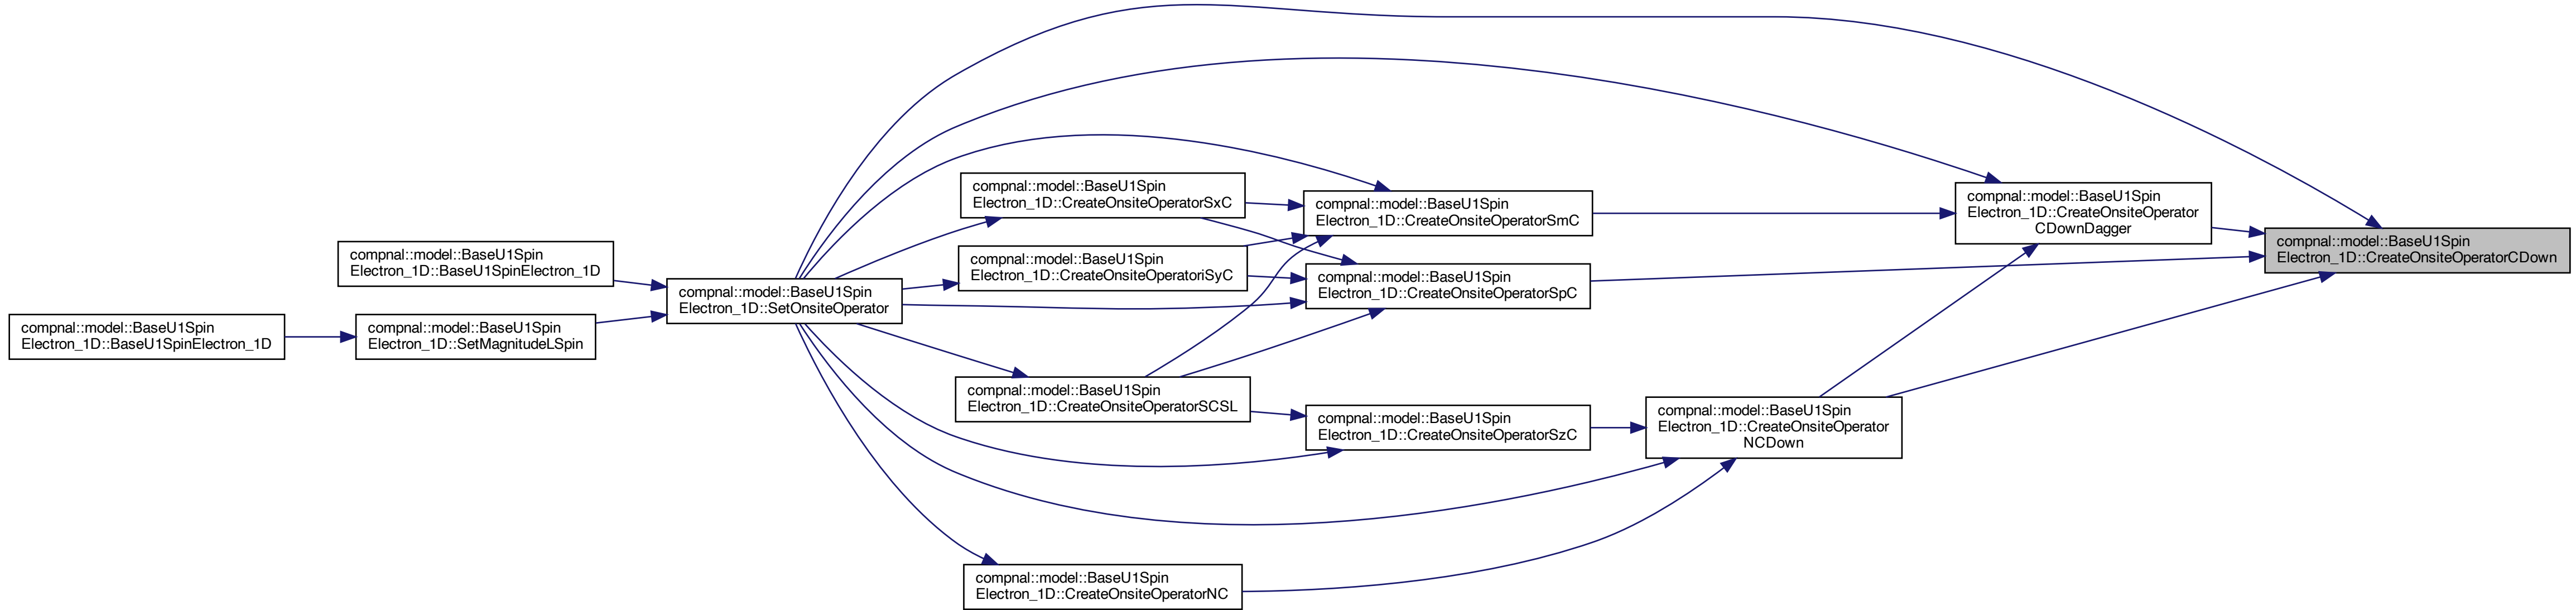 compnal::model::BaseU1Spin
Electron_1D::BaseU1SpinElectron_1D
compnal::model::BaseU1Spin
Electron_1D::BaseU1SpinElectron_1D
compnal::model::BaseU1Spin
Electron_1D::SetMagnitudeLSpin
compnal::model::BaseU1Spin
Electron_1D::SetOnsiteOperator
compnal::model::BaseU1Spin
Electron_1D::CreateOnsiteOperatorSxC
compnal::model::BaseU1Spin
Electron_1D::CreateOnsiteOperatoriSyC
compnal::model::BaseU1Spin
Electron_1D::CreateOnsiteOperatorSCSL
compnal::model::BaseU1Spin
Electron_1D::CreateOnsiteOperatorNC
compnal::model::BaseU1Spin
Electron_1D::CreateOnsiteOperatorSmC
compnal::model::BaseU1Spin
Electron_1D::CreateOnsiteOperatorSpC
compnal::model::BaseU1Spin
Electron_1D::CreateOnsiteOperatorSzC
compnal::model::BaseU1Spin
Electron_1D::CreateOnsiteOperator
NCDown
compnal::model::BaseU1Spin
Electron_1D::CreateOnsiteOperator
CDownDagger
compnal::model::BaseU1Spin
Electron_1D::CreateOnsiteOperatorCDown